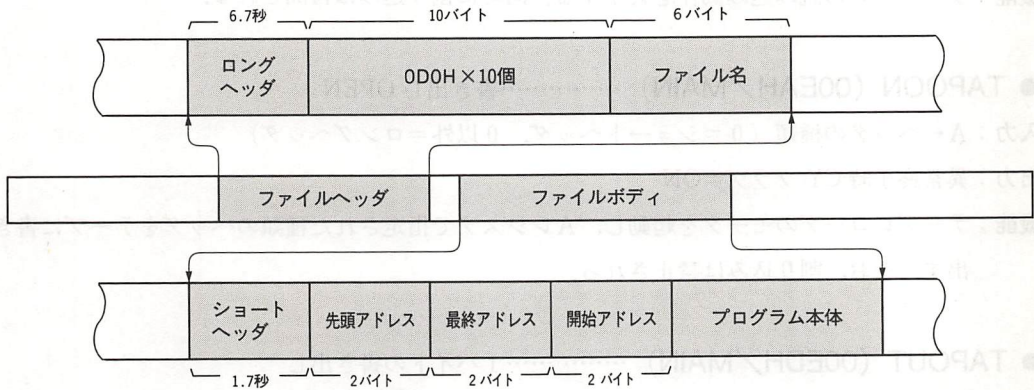 6.7秒 10バイト 6バイト
ロング
ヘッダ
0D0H×10個
ファイル名
ファイルヘッダ ファイルボディ
ショート
ヘッダ
先頭アドレス 最終アドレス 開始アドレス プログラム本体
1.7秒 2バイト 2バイト 2バイト